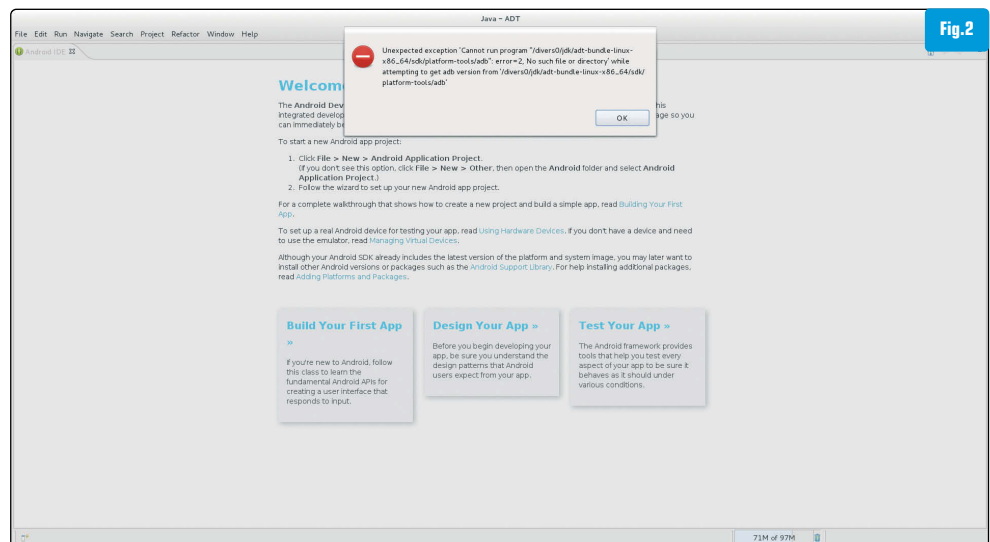 Java – ADT
Fig.2
File Edit Run Navigate Search Project Refactor Window Help
Android IDE
Unexpected exception 'Cannot run program "/divers0/jdk/adt-bundle-linux-
x86_64/sdk/platform-tools/adb": error=2, No such file or directory' while
attempting to get adb version from '/divers0/jdk/adt-bundle-linux-x86_64/sdk/
platform-tools/adb'
OK
Welcom
The Android Dev his
integrated develop age so you
can immediately be
To start a new Android app project:
1. Click File > New > Android Application Project.
(If you don't see this option, click File > New > Other, then open the Android folder and select Android
Application Project.)
2. Follow the wizard to set up your new Android app project.
For a complete walkthrough that shows how to create a new project and build a simple app, read Building Your First
App.
To set up a real Android device for testing your app, read Using Hardware Devices. If you don't have a device and need
to use the emulator, read Managing Virtual Devices.
Although your Android SDK already includes the latest version of the platform and system image, you may later want to
install other Android versions or packages such as the Android Support Library. For help installing additional packages,
read Adding Platforms and Packages.
Build Your First App
»
If you're new to Android, follow
this class to learn the
fundamental Android APIs for
creating a user interface that
responds to input.
Design Your App »
Before you begin developing your
app, be sure you understand the
design patterns that Android
users expect from your app.
Test Your App »
The Android framework provides
tools that help you test every
aspect of your app to be sure it
behaves as it should under
various conditions.
71M of 97M